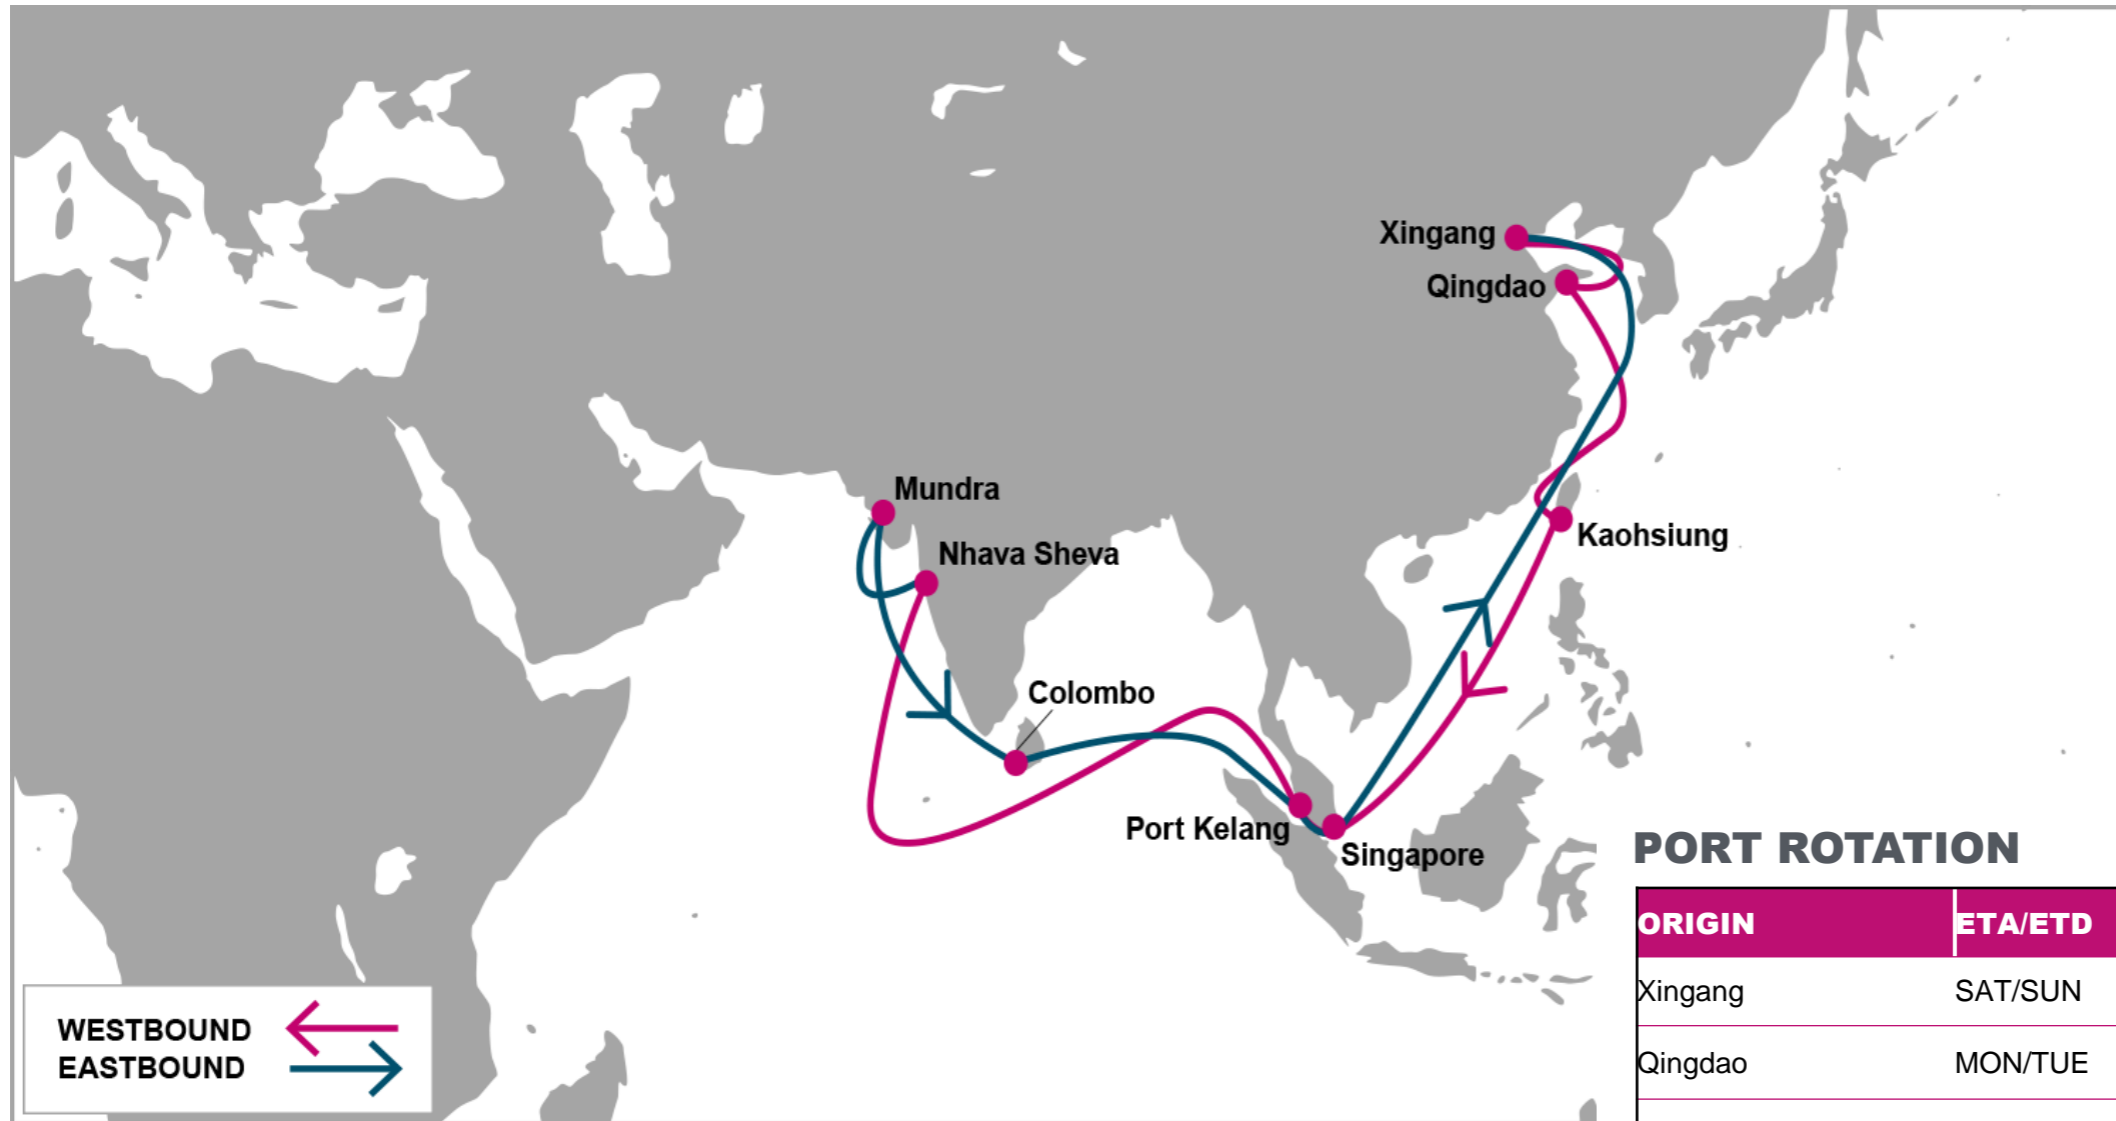 Xingang
Qingdao
Mundra
Nhava Sheva
Kaohsiung
Colombo
Port Kelang
Singapore
WESTBOUND
EASTBOUND
PORT ROTATION
ORIGIN ETA/ETD
Xingang SAT/SUN
Qingdao MON/TUE